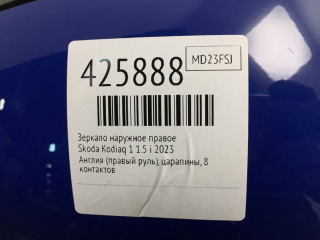 425888
MD23FSJ
Зеркало наружное правое
Skoda Kodiaq 1 1.5 i 2023
Англия (правый руль), царапины, 8
контактов